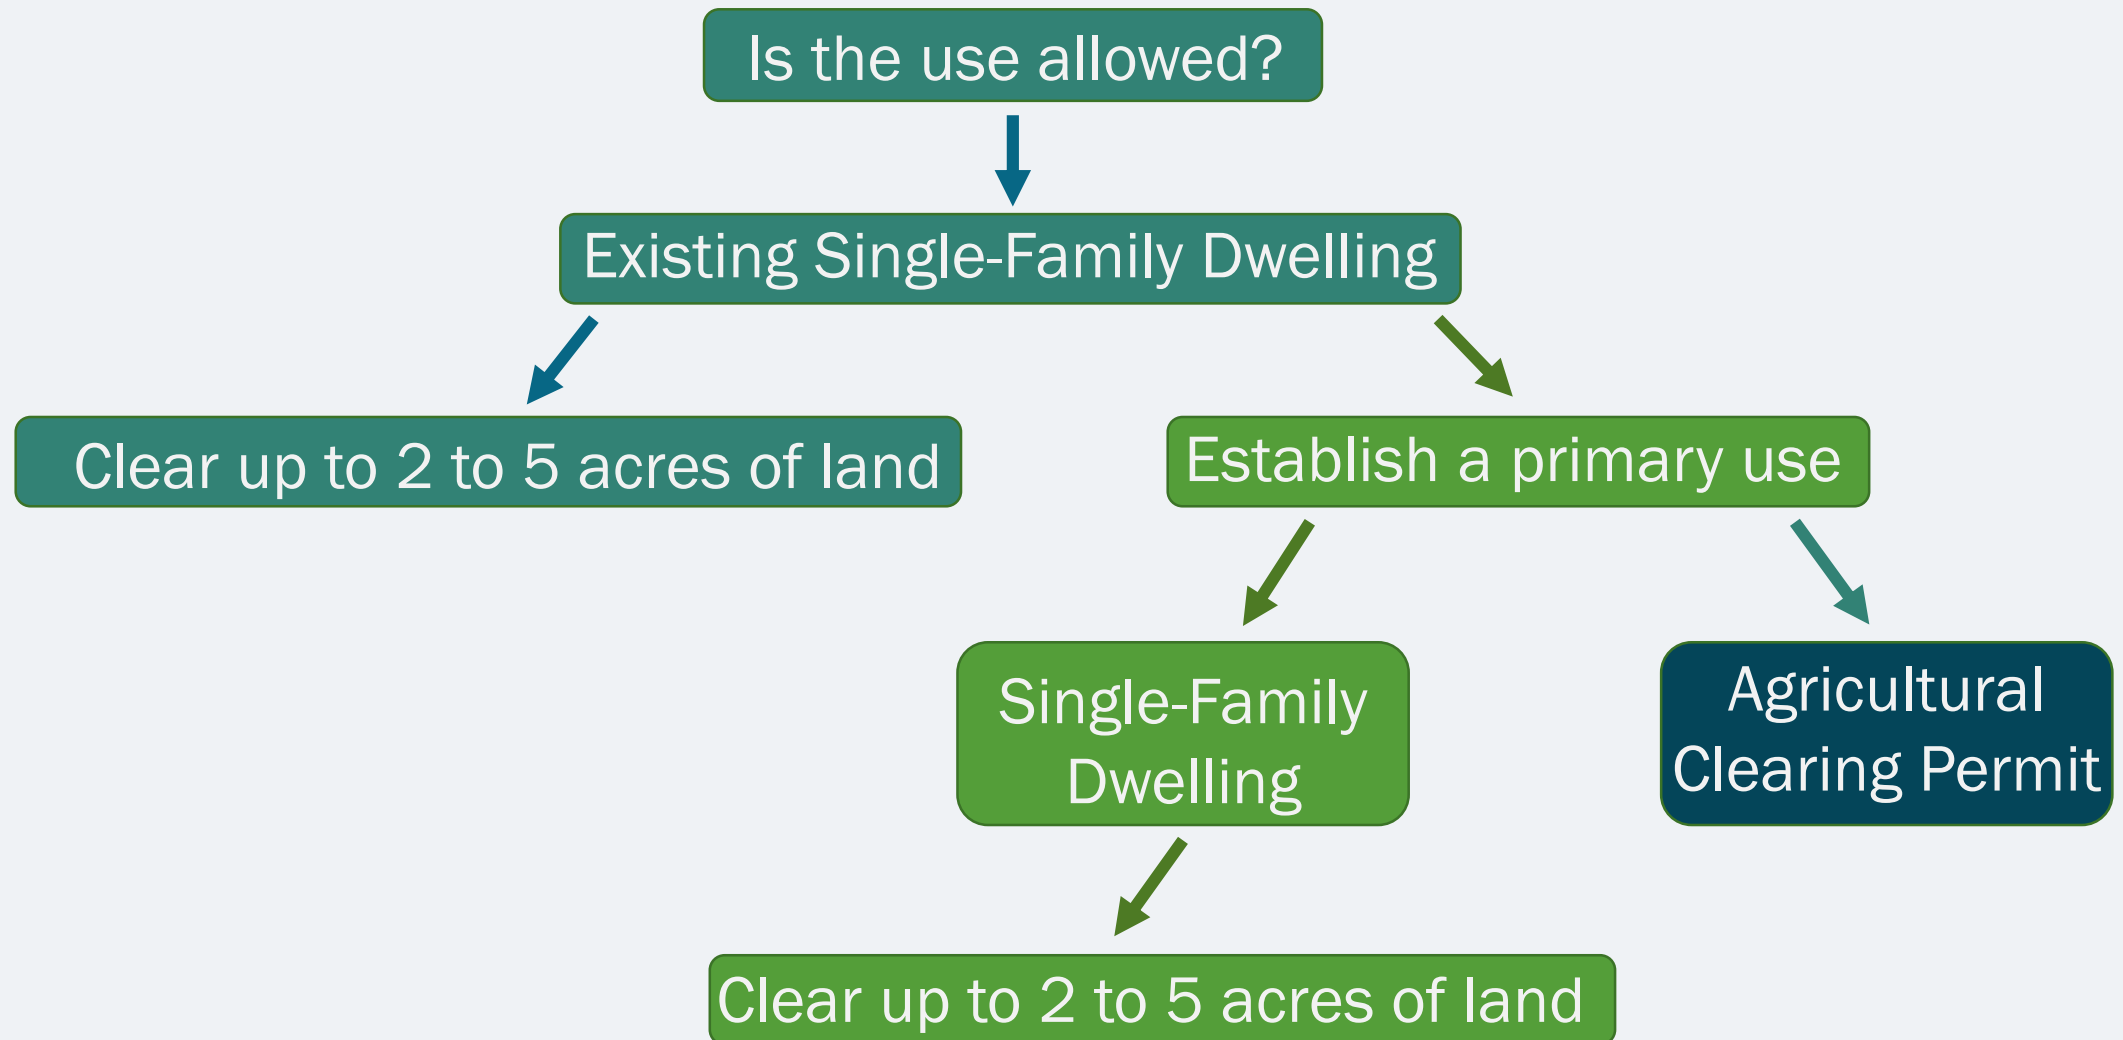 Is the use allowed?
Existing Single-Family Dwelling
Clear up to 2 to 5 acres of land
Establish a primary use
Single-Family
Dwelling
Agricultural
Clearing Permit
Clear up to 2 to 5 acres of land